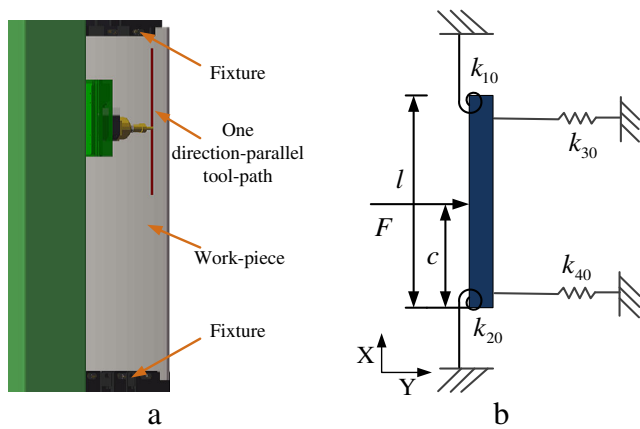 Fixture
One
direction-parallel
tool-path
Work-piece
Fixture
a
k10
k30
l
F
c
k40
k20
X
Y
b